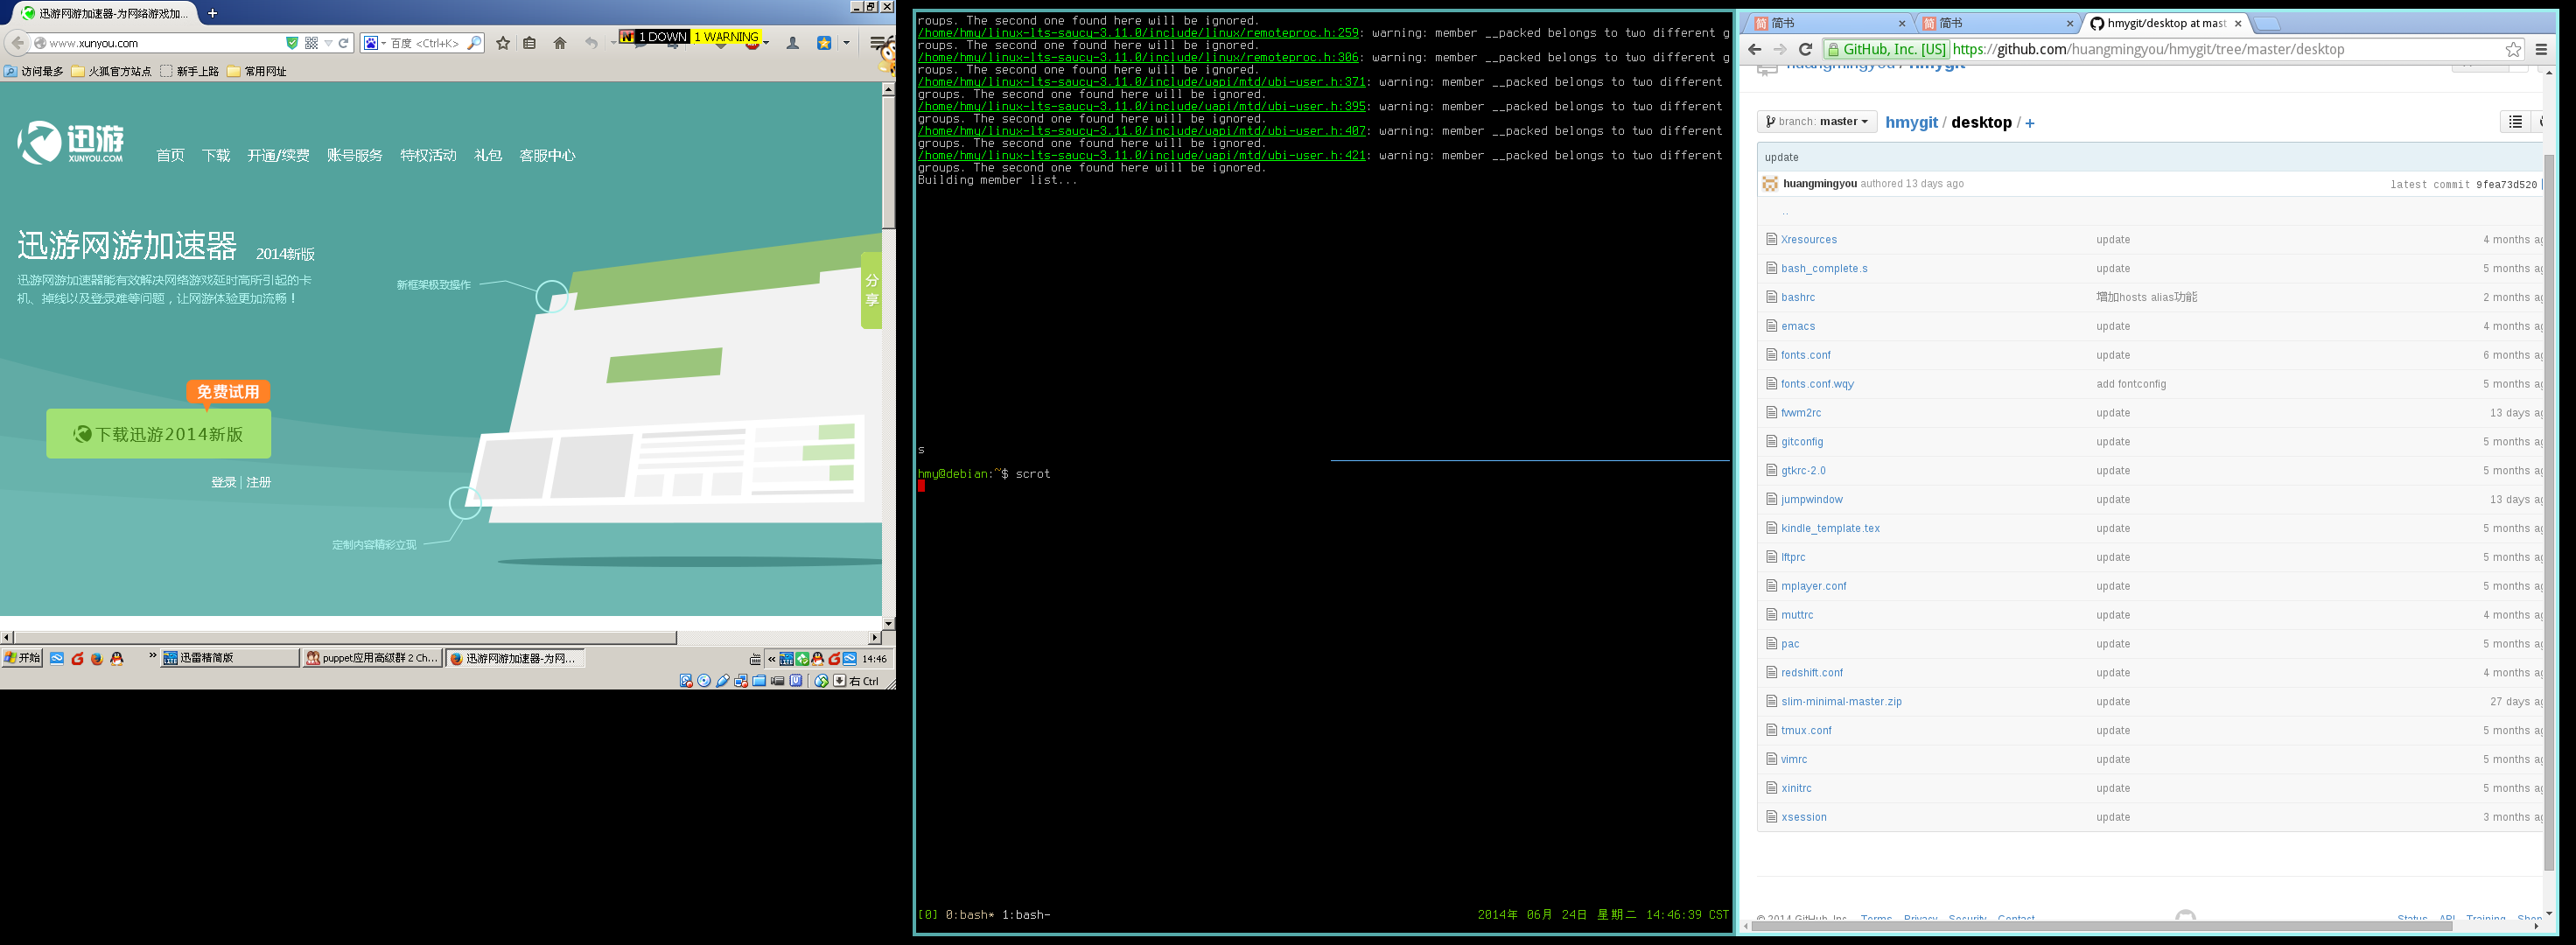 迅游网游加速器-为网络游戏加...
www.xunyou.com
百度 <Ctrl+K>
1 DOWN 1 WARNING
访问最多 火狐官方站点 新手上路 常用网址
迅游
XUNYOU.COM
首页 下载 开通/续费 账号服务 特权活动 礼包 客服中心
迅游网游加速器 2014新版
迅游网游加速器能有效解决网络游戏延时高所引起的卡
机、掉线以及登录难等问题，让网游体验更加流畅！
新框架极致操作
分
享
免费试用
下载迅游2014新版
登录 | 注册
定制内容精彩立现
开始 » 迅雷精简版 puppet应用高级群 2 Ch... 迅游网游加速器-为网... « 14:46
右 Ctrl
roups. The second one found here will be ignored.
/home/hmy/linux-lts-saucy-3.11.0/include/linux/remoteproc.h:259: warning: member __packed belongs to two different g
roups. The second one found here will be ignored.
/home/hmy/linux-lts-saucy-3.11.0/include/linux/remoteproc.h:306: warning: member __packed belongs to two different g
roups. The second one found here will be ignored.
/home/hmy/linux-lts-saucy-3.11.0/include/uapi/mtd/ubi-user.h:371: warning: member __packed belongs to two different
groups. The second one found here will be ignored.
/home/hmy/linux-lts-saucy-3.11.0/include/uapi/mtd/ubi-user.h:395: warning: member __packed belongs to two different
groups. The second one found here will be ignored.
/home/hmy/linux-lts-saucy-3.11.0/include/uapi/mtd/ubi-user.h:407: warning: member __packed belongs to two different
groups. The second one found here will be ignored.
/home/hmy/linux-lts-saucy-3.11.0/include/uapi/mtd/ubi-user.h:421: warning: member __packed belongs to two different
groups. The second one found here will be ignored.
Building member list...
s
hmy@debian:~$ scrot
[0] 0:bash* 1:bash- 2014年 06月 24日 星期二 14:46:39 CST
简书 简书 hmygit/desktop at mast
GitHub, Inc. [US] https://github.com/huangmingyou/hmygit/tree/master/desktop
huangmingyou / hmygit
branch: master hmygit / desktop / +
update
huangmingyou authored 13 days ago latest commit 9fea73d520
..
Xresources update 4 months ag
bash_complete.s update 5 months ag
bashrc 增加hosts alias功能 2 months ag
emacs update 4 months ag
fonts.conf update 6 months ag
fonts.conf.wqy add fontconfig 5 months ag
fvwm2rc update 13 days ag
gitconfig update 5 months ag
gtkrc-2.0 update 5 months ag
jumpwindow update 13 days ag
kindle_template.tex update 5 months ag
lftprc update 5 months ag
mplayer.conf update 5 months ag
muttrc update 4 months ag
pac update 5 months ag
redshift.conf update 4 months ag
slim-minimal-master.zip update 27 days ag
tmux.conf update 5 months ag
vimrc update 5 months ag
xinitrc update 5 months ag
xsession update 3 months ag
© 2014 GitHub, Inc. Terms Privacy Security Contact Status API Training Shop